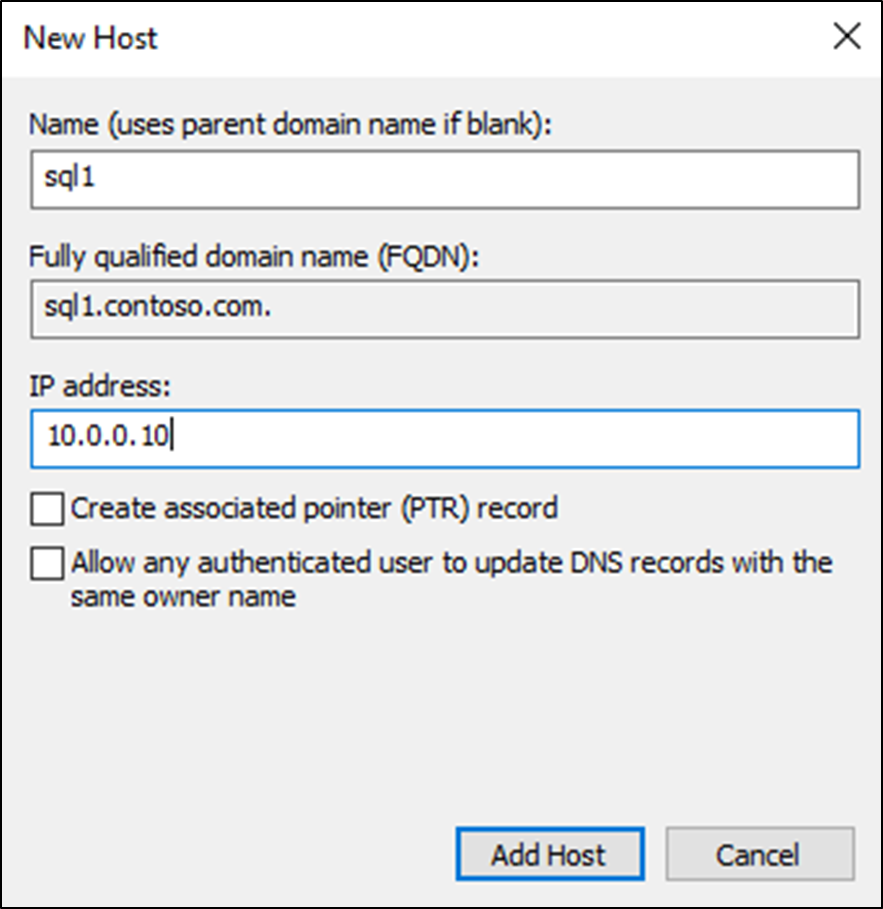 New Host
Name (uses parent domain name if blank):
sql1
Fully qualified domain name (FQDN):
sql1.contoso.com.
IP address:
10.0.0.10
Create associated pointer (PTR) record
Allow any authenticated user to update DNS records with the
same owner name
Add Host
Cancel